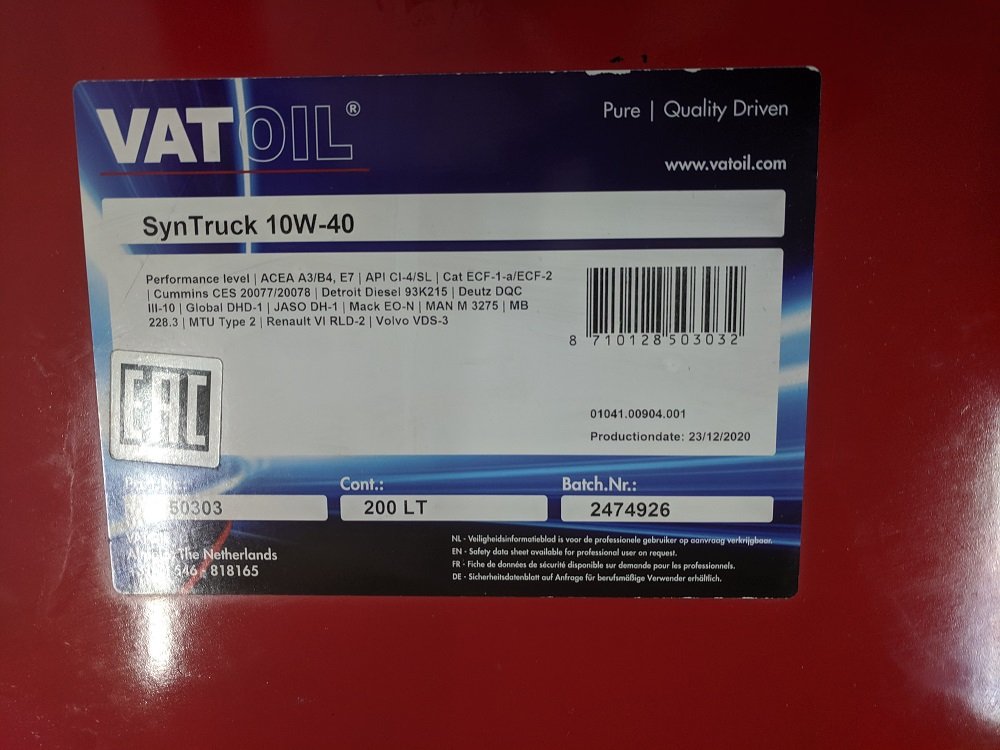 VATOIL®
Pure | Quality Driven
www.vatoil.com
SynTruck 10W-40
Performance level | ACEA A3/B4, E7 | API CI-4/SL | Cat ECF-1-a/ECF-2
| Cummins CES 20077/20078 | Detroit Diesel 93K215 | Deutz DQC
III-10 | Global DHD-1 | JASO DH-1 | Mack EO-N | MAN M 3275 | MB
228.3 | MTU Type 2 | Renault VI RLD-2 | Volvo VDS-3
8 710128 503032
EAC
01041.00904.001
Productiondate: 23/12/2020
Cont.:
Batch.Nr.:
50303
200 LT
2474926
The Netherlands
546 - 818165
NL - Veiligheidsinformatieblad is voor de professionele gebruiker op aanvraag verkrijgbaar.
EN - Safety data sheet available for professional user on request.
FR - Fiche de données de sécurité disponible sur demande pour les professionnels.
DE - Sicherheitsdatenblatt auf Anfrage für berufsmäßige Verwender erhältlich.